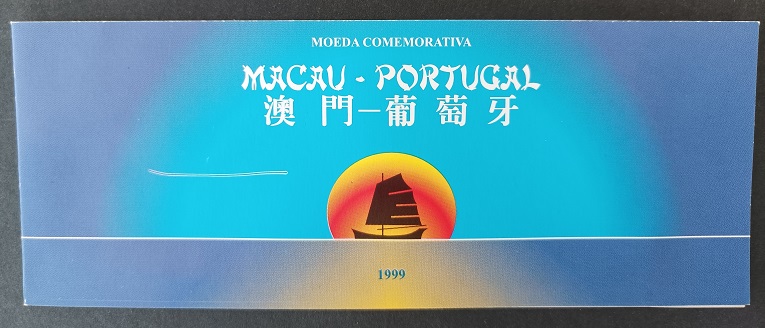 MOEDA COMEMORATIVA
MACAU - PORTUGAL
澳門–葡萄牙
1999